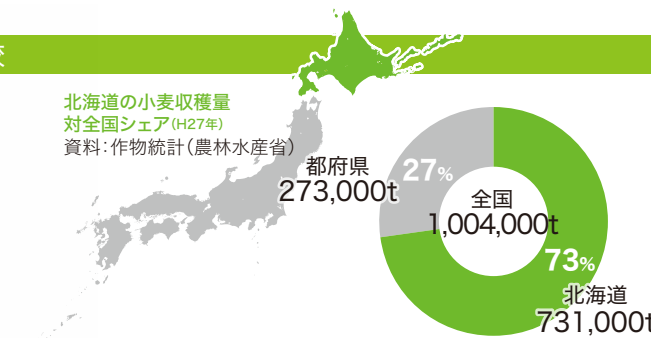 北海道の小麦収穫量
対全国シェア(H27年)
資料:作物統計(農林水産省)
都府県
273,000t
27%
全国
1,004,000t
73%
北海道
731,000t